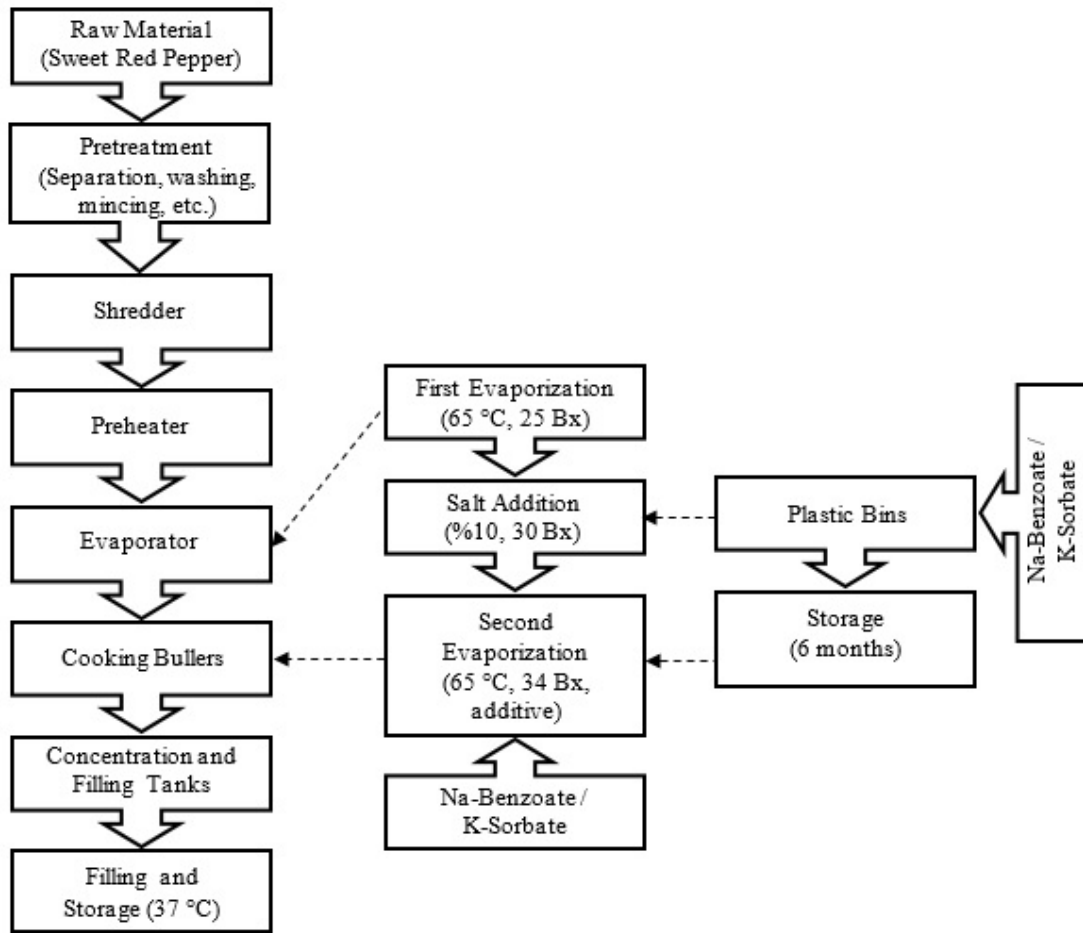 Raw Material
(Sweet Red Pepper)
Pretreatment
(Separation, washing,
mincing, etc.)
Shredder
Preheater
Evaporator
Cooking Bullers
Concentration and
Filling Tanks
Filling and
Storage (37 °C)
First Evaporization
(65 °C, 25 Bx)
Salt Addition
(%10, 30 Bx)
Second
Evaporization
(65 °C, 34 Bx,
additive)
Na-Benzoate /
K-Sorbate
Plastic Bins
Storage
(6 months)
Na-Benzoate /
K-Sorbate